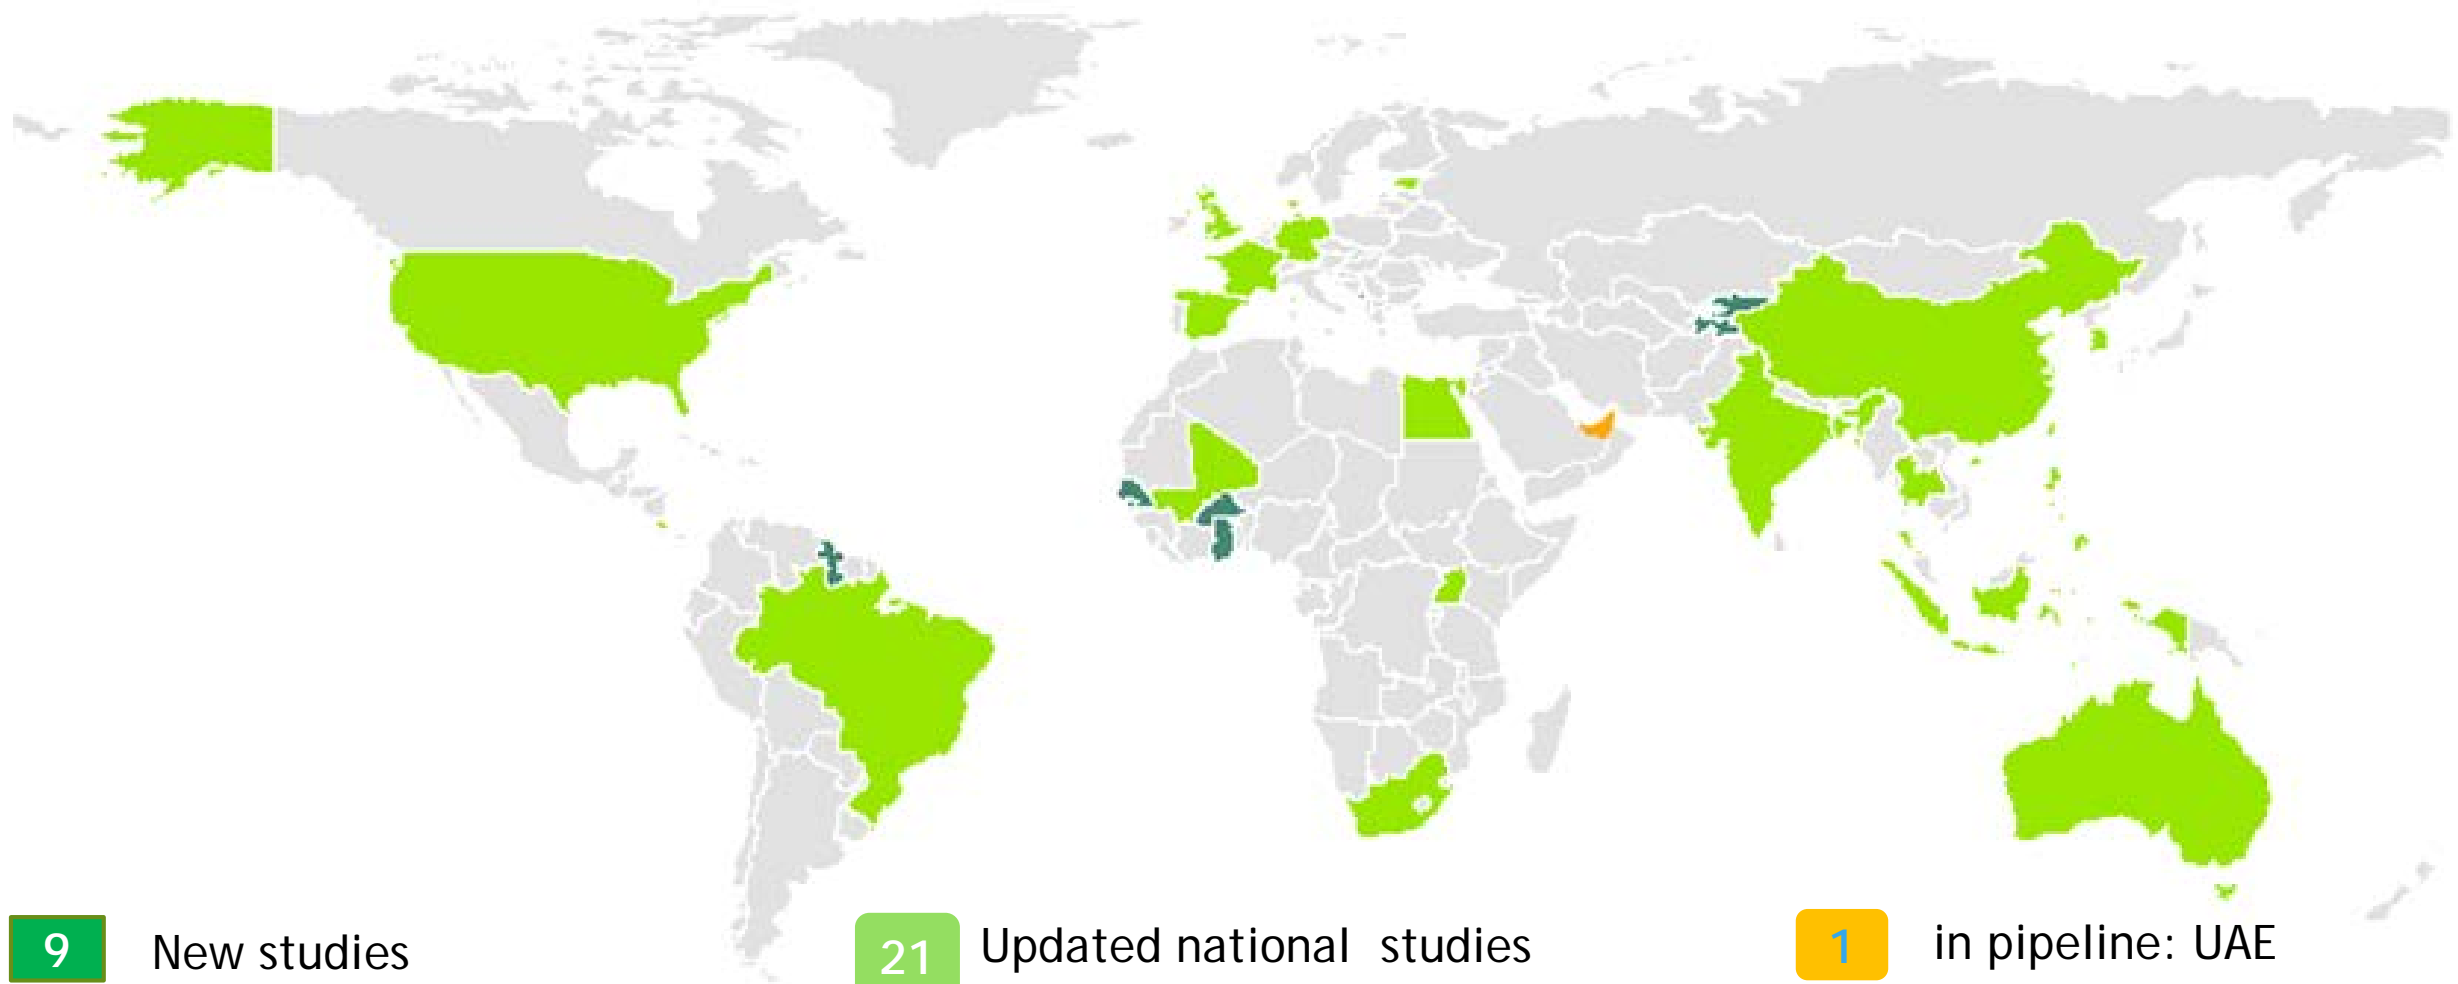 9 New studies
21 Updated national studies
1 in pipeline: UAE